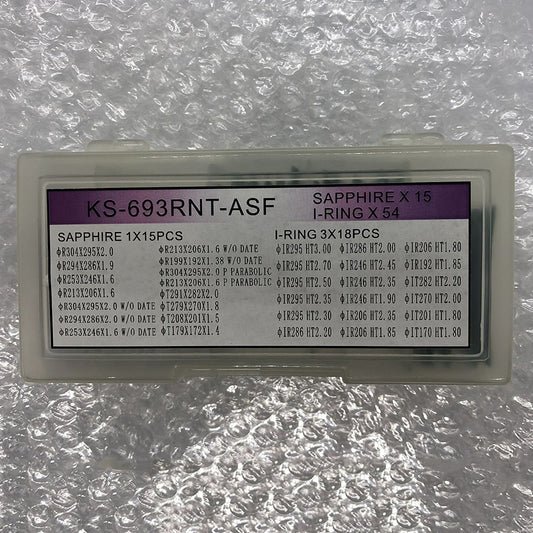 KS-693RNT-ASF
SAPPHIRE X 15
I-RING X 54
SAPPHIRE 1X15PCS
ΦR304X295X2.0
ΦR294X286X1.9
ΦR253X246X1.6
ΦR213X206X1.6
ΦR304X295X2.0 W/O DATE
ΦR294X286X2.0 W/O DATE
ΦR253X246X1.6 W/O DATE
ΦR213X206X1.6 W/O DATE
ΦR199X192X1.38 W/O DATE
ΦR304X295X2.0 P PARABOLIC
ΦR213X206X1.6 P PARABOLIC
ΦT291X282X2.0
ΦT279X270X1.8
ΦT208X201X1.5
ΦT179X172X1.4
I-RING 3X18PCS
ΦIR295 HT3.00 ΦIR286 HT2.00 ΦIR206 HT1.80
ΦIR295 HT2.70 ΦIR246 HT2.45 ΦIR192 HT1.85
ΦIR295 HT2.50 ΦIR246 HT2.35 ΦIT282 HT2.20
ΦIR295 HT2.35 ΦIR246 HT1.90 ΦIT270 HT2.00
ΦIR295 HT2.30 ΦIR206 HT2.35 ΦIT201 HT1.80
ΦIR286 HT2.20 ΦIR206 HT1.85 ΦIT170 HT1.80